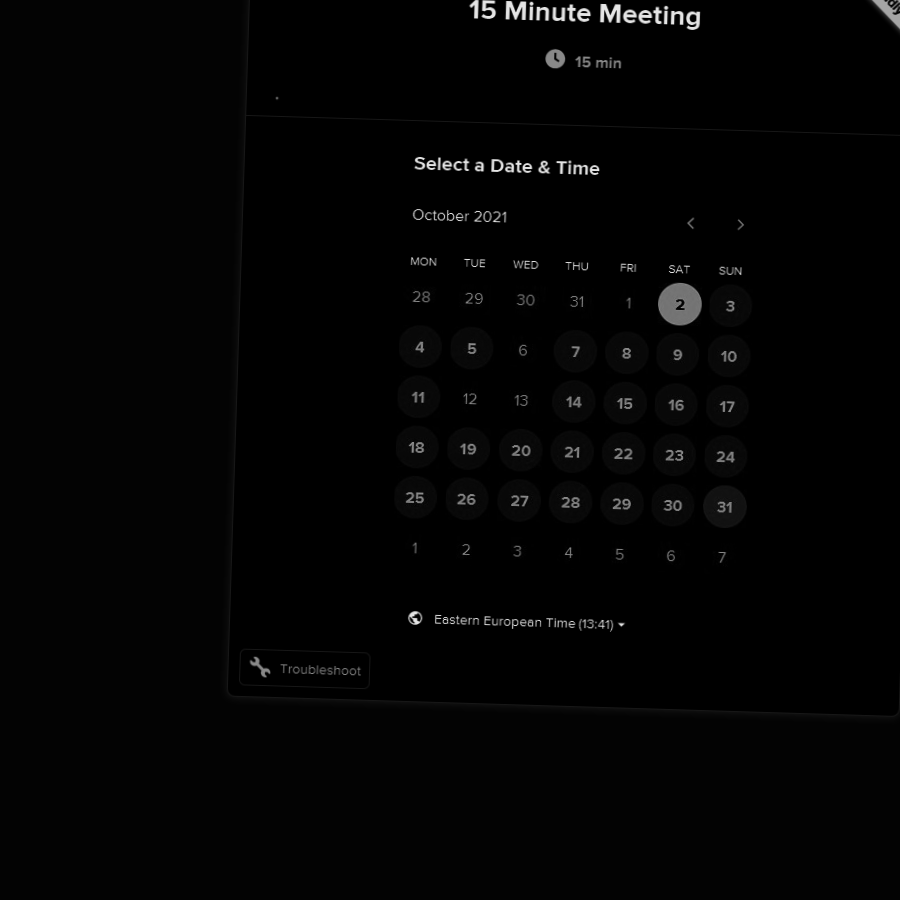 15 Minute Meeting
15 min
Select a Date & Time
October 2021
MON TUE WED THU FRI SAT SUN
28 29 30 31 1 2 3
4 5 6 7 8 9 10
11 12 13 14 15 16 17
18 19 20 21 22 23 24
25 26 27 28 29 30 31
1 2 3 4 5 6 7
Eastern European Time (13:41)
Troubleshoot